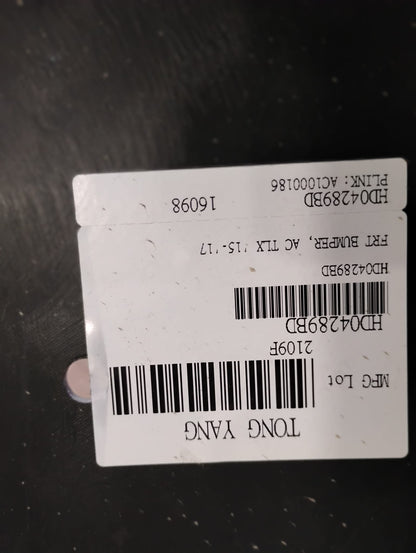 TONG YANG
MFG Lot
2109F
HD04289BD
HD04289BD
FRT BUMPER, AC TLX '15-'17
HD04289BD 16098
PLINK: AC1000186